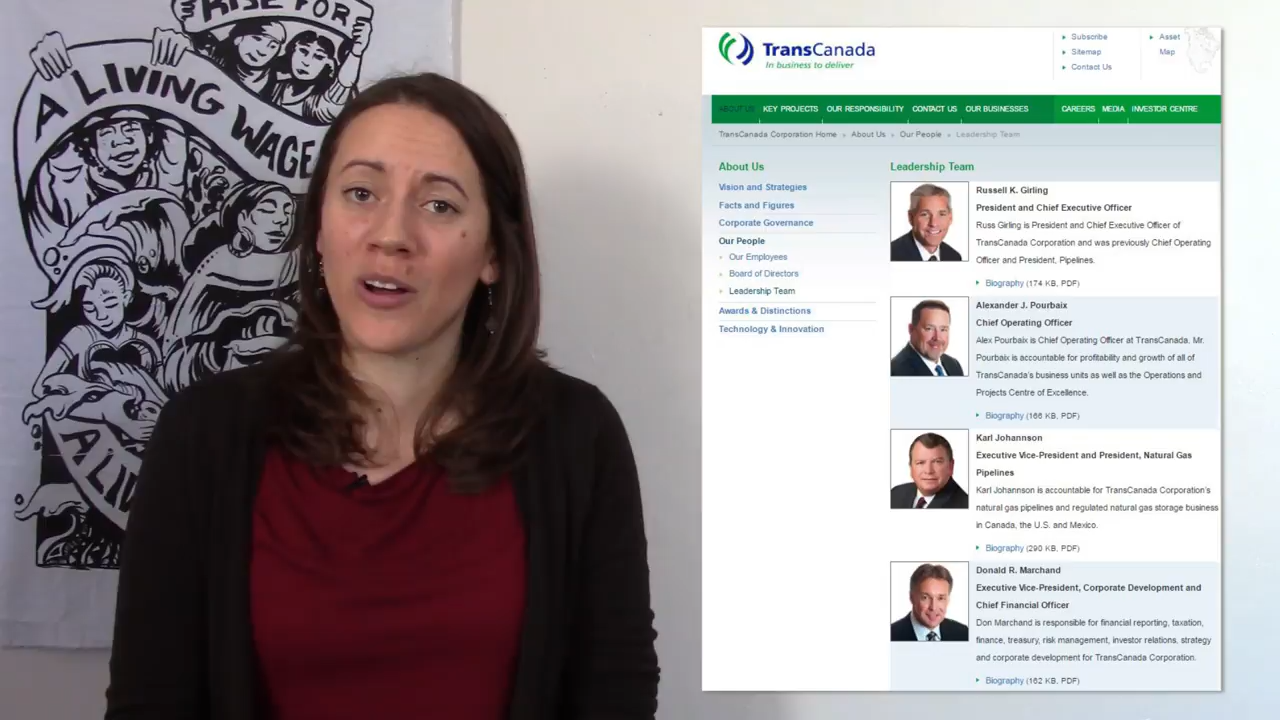 RISE FOR
A LIVING WAGE
TransCanada
In business to deliver
Subscribe
Sitemap
Contact Us
Asset
Map
ABOUT US KEY PROJECTS OUR RESPONSIBILITY CONTACT US OUR BUSINESSES CAREERS MEDIA INVESTOR CENTRE
TransCanada Corporation Home About Us Our People Leadership Team
About Us
Vision and Strategies
Facts and Figures
Corporate Governance
Our People
Our Employees
Board of Directors
Leadership Team
Awards & Distinctions
Technology & Innovation
Leadership Team
Russell K. Girling
President and Chief Executive Officer
Russ Girling is President and Chief Executive Officer of
TransCanada Corporation and was previously Chief Operating
Officer and President, Pipelines.
Biography (174 KB, PDF)
Alexander J. Pourbaix
Chief Operating Officer
Alex Pourbaix is Chief Operating Officer at TransCanada. Mr.
Pourbaix is accountable for profitability and growth of all of
TransCanada's business units as well as the Operations and
Projects Centre of Excellence.
Biography (166 KB, PDF)
Karl Johannson
Executive Vice-President and President, Natural Gas
Pipelines
Karl Johannson is accountable for TransCanada Corporation's
natural gas pipelines and regulated natural gas storage business
in Canada, the U.S. and Mexico.
Biography (290 KB, PDF)
Donald R. Marchand
Executive Vice-President, Corporate Development and
Chief Financial Officer
Don Marchand is responsible for financial reporting, taxation,
finance, treasury, risk management, investor relations, strategy
and corporate development for TransCanada Corporation.
Biography (162 KB, PDF)